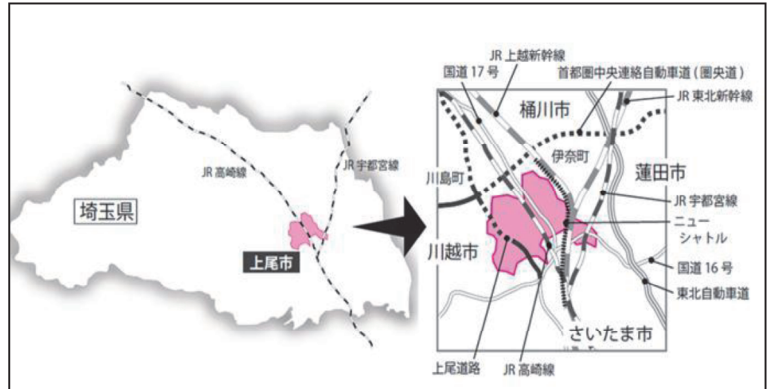 JR 高崎線
JR 宇都宮線
埼玉県
上尾市
JR 上越新幹線
国道 17 号
首都圏中央連絡自動車道 ( 圏央道 )
JR 東北新幹線
桶川市
伊奈町
蓮田市
川島町
JR 宇都宮線
ニュー
シャトル
川越市
国道 16 号
東北自動車道
さいたま市
上尾道路
JR 高崎線